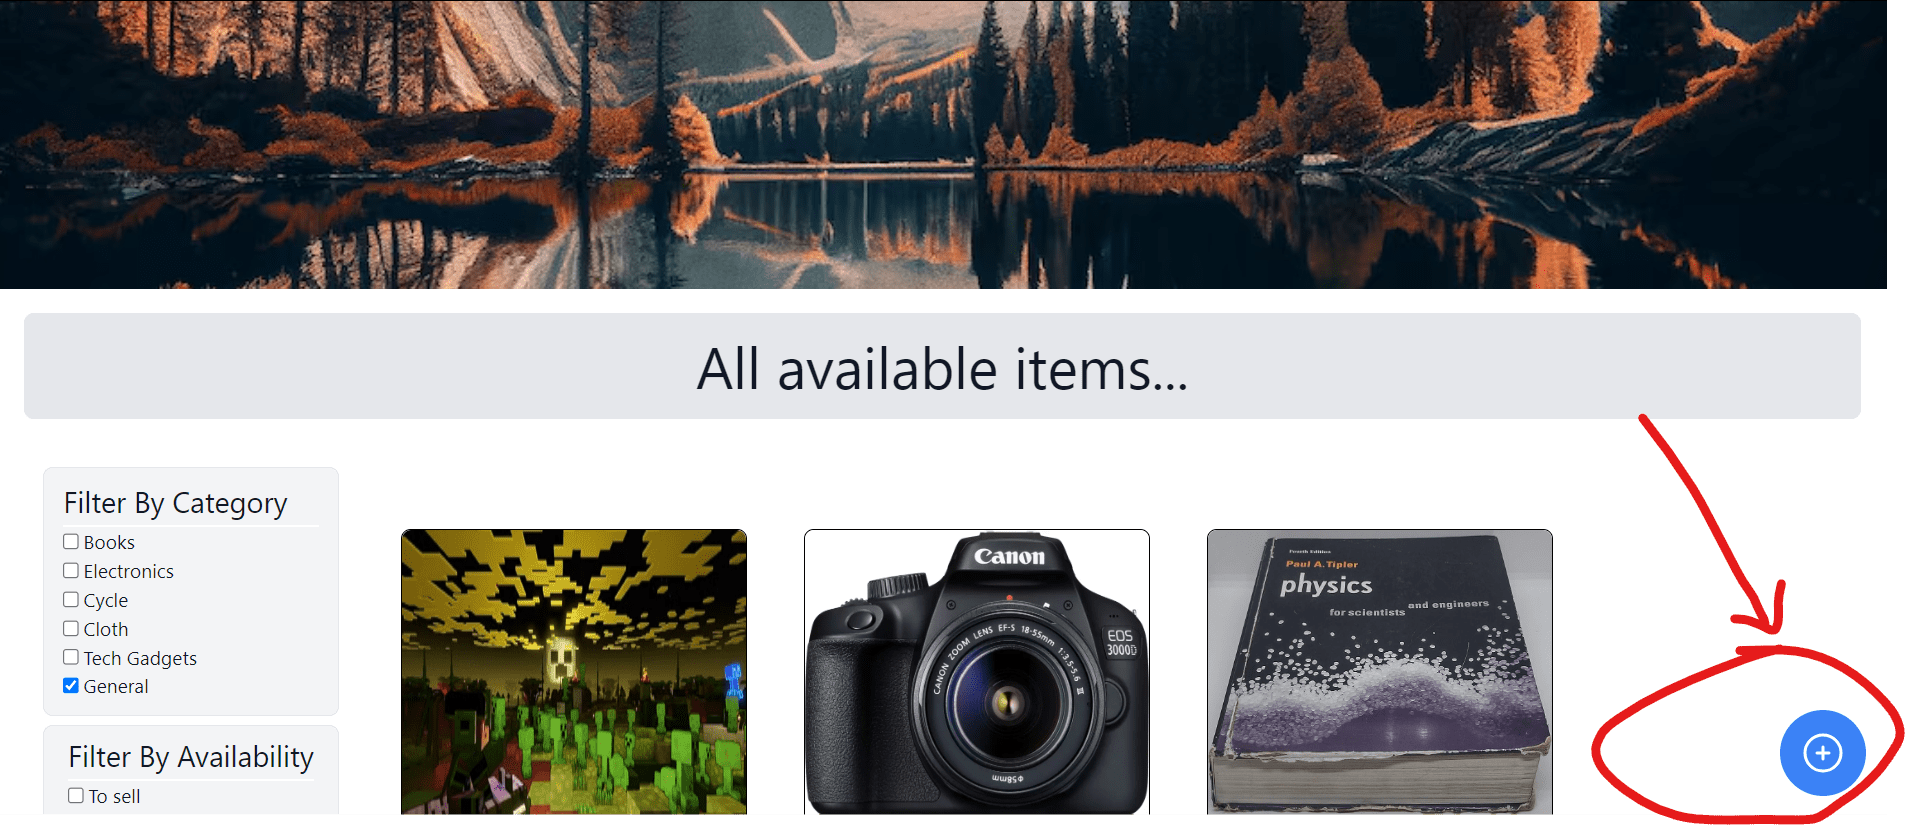 All available items...
Filter By Category
Books
Electronics
Cycle
Cloth
Tech Gadgets
General
Filter By Availability
To sell
Canon
CANON ZOOM LENS EF-S 18-55mm 1:3.5-5.6 III
EOS
3000D
Φ58mm
Fourth Edition
Paul A. Tipler
physics
for scientists and engineers